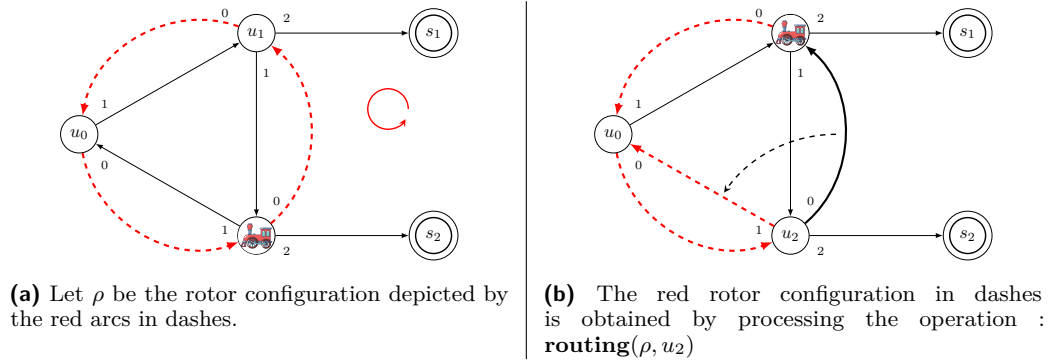 0 2
u1 s1
1
1
u0
0
0
1
u2 s2
2
(a) Let ρ be the rotor configuration depicted by
the red arcs in dashes.
0 2
s1
1
1
u0
0
0
1
u2 s2
2
(b) The red rotor configuration in dashes
is obtained by processing the operation :
routing(ρ, u2)